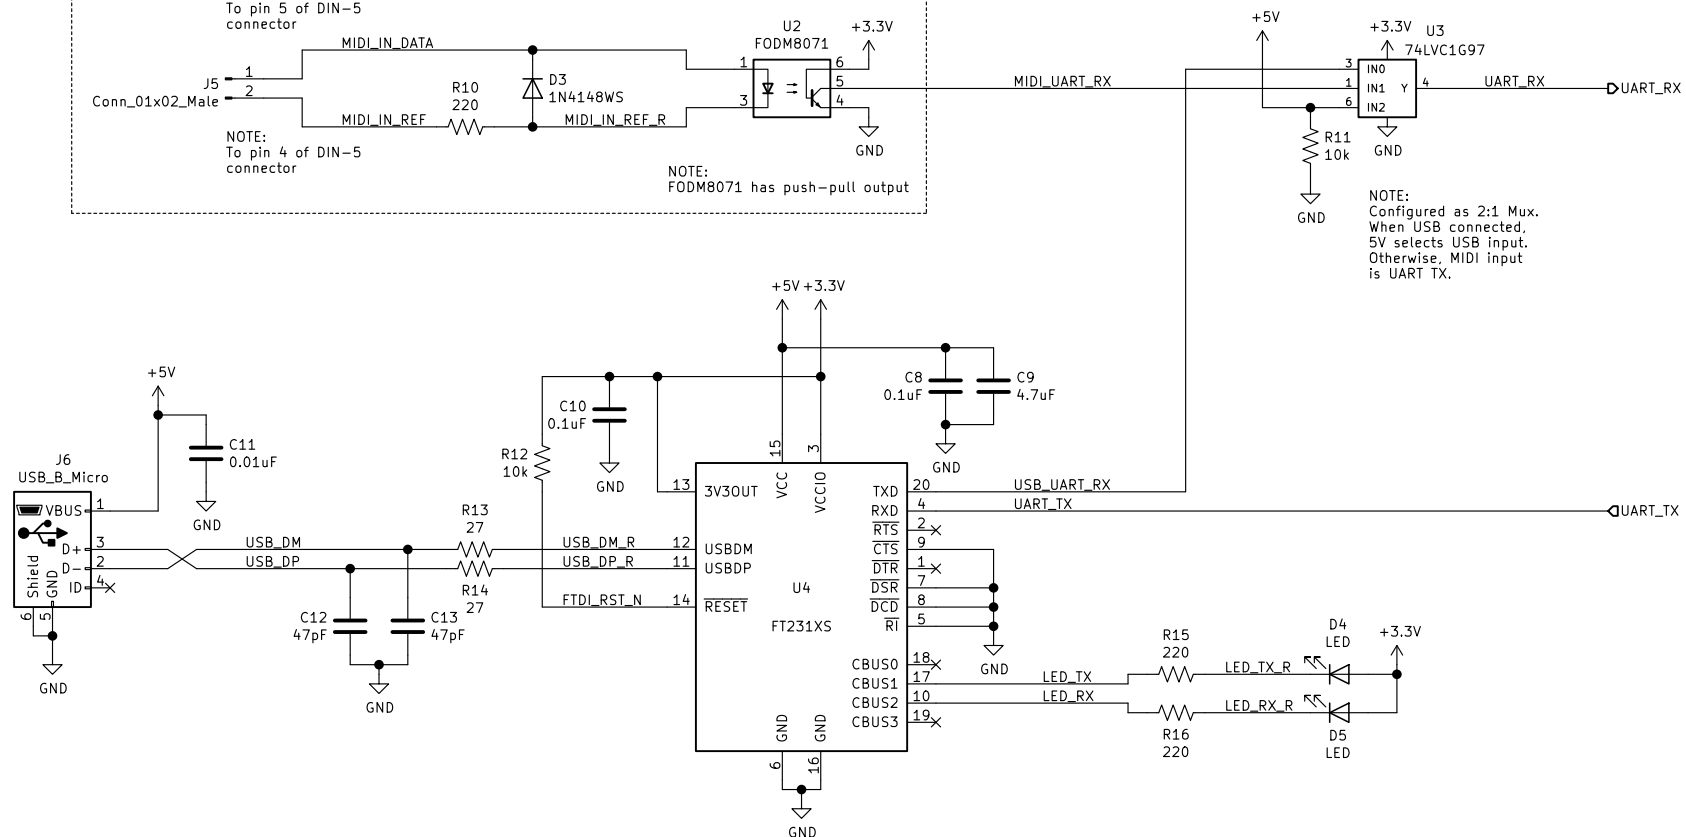 To pin 5 of DIN-5
connector
MIDI_IN_DATA
J5
Conn_01x02_Male
1
2
R10
220
D3
1N4148WS
MIDI_IN_REF
MIDI_IN_REF_R
NOTE:
To pin 4 of DIN-5
connector
U2
FODM8071
+3.3V
1
3
6
5
4
GND
NOTE:
FODM8071 has push-pull output
MIDI_UART_RX
+5V
+3.3V
U3
74LVC1G97
3
1
6
IN0
IN1
IN2
Y
4
UART_RX
UART_RX
R11
10k
GND
GND
NOTE:
Configured as 2:1 Mux.
When USB connected,
5V selects USB input.
Otherwise, MIDI input
is UART TX.
+5V
+3.3V
C8
0.1uF
C9
4.7uF
GND
C10
0.1uF
GND
R12
10k
+5V
C11
0.01uF
GND
J6
USB_B_Micro
VBUS
D+
D-
ID
Shield
GND
1
3
2
4
6
5
GND
USB_DM
USB_DP
R13
27
R14
27
USB_DM_R
USB_DP_R
FTDI_RST_N
C12
47pF
C13
47pF
GND
15
3
VCC
VCCIO
13
12
11
14
3V3OUT
USBDM
USBDP
RESET
U4
FT231XS
TXD
RXD
RTS
CTS
DTR
DSR
DCD
RI
CBUS0
CBUS1
CBUS2
CBUS3
20
4
2
9
1
7
8
5
18
17
10
19
GND
GND
6
16
GND
USB_UART_RX
UART_TX
UART_TX
GND
LED_TX
LED_RX
R15
220
R16
220
LED_TX_R
LED_RX_R
D4
LED
D5
LED
+3.3V